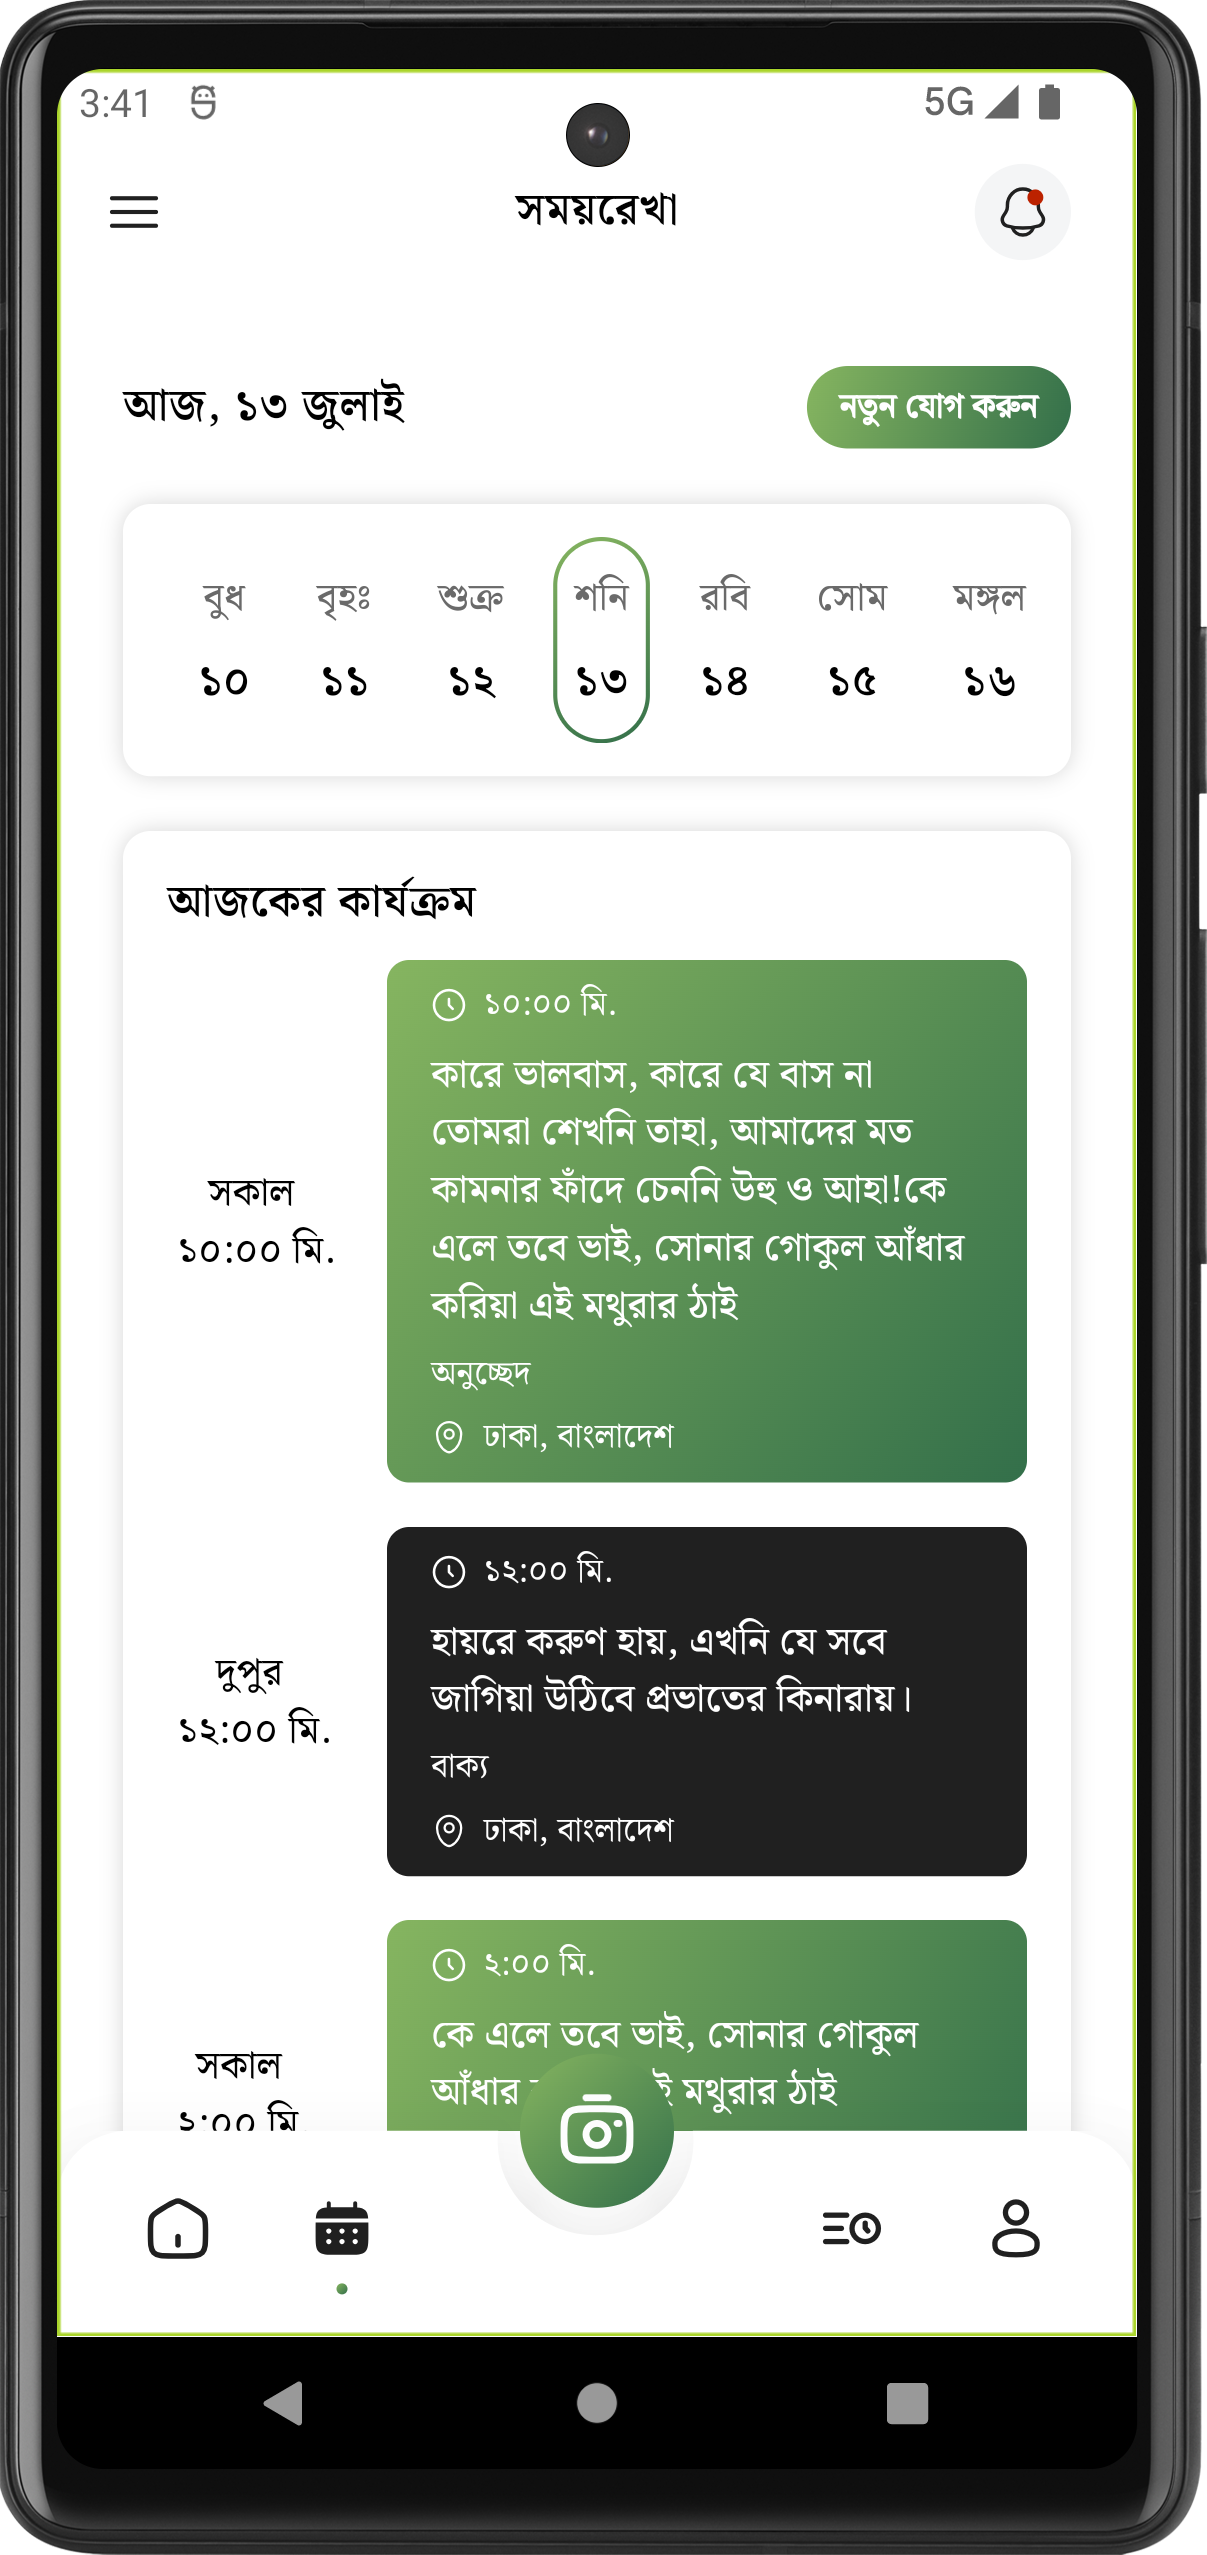 3:41 5G
সময়রেখা
আজ, ১৩ জুলাই
নতুন যোগ করুন
বুধ বৃহঃ শুক্র শনি রবি সোম মঙ্গল
১০ ১১ ১২ ১৩ ১৪ ১৫ ১৬
আজকের কার্যক্রম
সকাল
১০:০০ মি.
১০:০০ মি.
কারে ভালবাস, কারে যে বাস না
তোমরা শেখনি তাহা, আমাদের মত
কামনার ফাঁদে চেননি উহু ও আহা!কে
এলে তবে ভাই, সোনার গোকুল আঁধার
করিয়া এই মথুরার ঠাই
অনুচ্ছেদ
ঢাকা, বাংলাদেশ
দুপুর
১২:০০ মি.
১২:০০ মি.
হায়রে করুণ হায়, এখনি যে সবে
জাগিয়া উঠিবে প্রভাতের কিনারায়।
বাক্য
ঢাকা, বাংলাদেশ
সকাল
২:০০ মি.
২:০০ মি.
কে এলে তবে ভাই, সোনার গোকুল
আঁধার মথুরার ঠাই